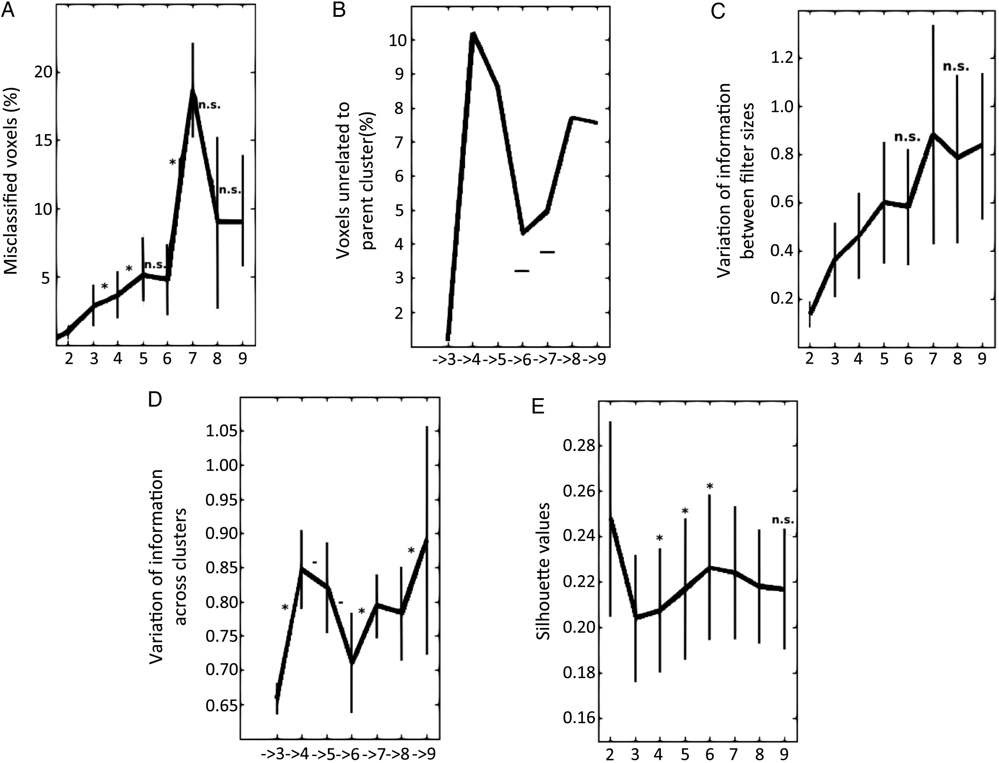 A
Misclassified voxels (%)
20
15
10
5
*
*
n.s.
*
n.s.
n.s.
2 3 4 5 6 7 8 9
B
Voxels unrelated to
parent cluster(%)
10
9
8
7
6
5
4
3
2
->3 ->4 ->5 ->6 ->7 ->8 ->9
C
Variation of information
between filter sizes
1.2
1.0
0.8
0.6
0.4
0.2
n.s.
n.s.
2 3 4 5 6 7 8 9
D
Variation of information
across clusters
1.05
1.00
0.95
0.90
0.85
0.80
0.75
0.70
0.65
*
-
-
*
*
->3 ->4 ->5 ->6 ->7 ->8 ->9
E
Silhouette values
0.28
0.26
0.24
0.22
0.20
0.18
0.16
*
*
*
n.s.
2 3 4 5 6 7 8 9